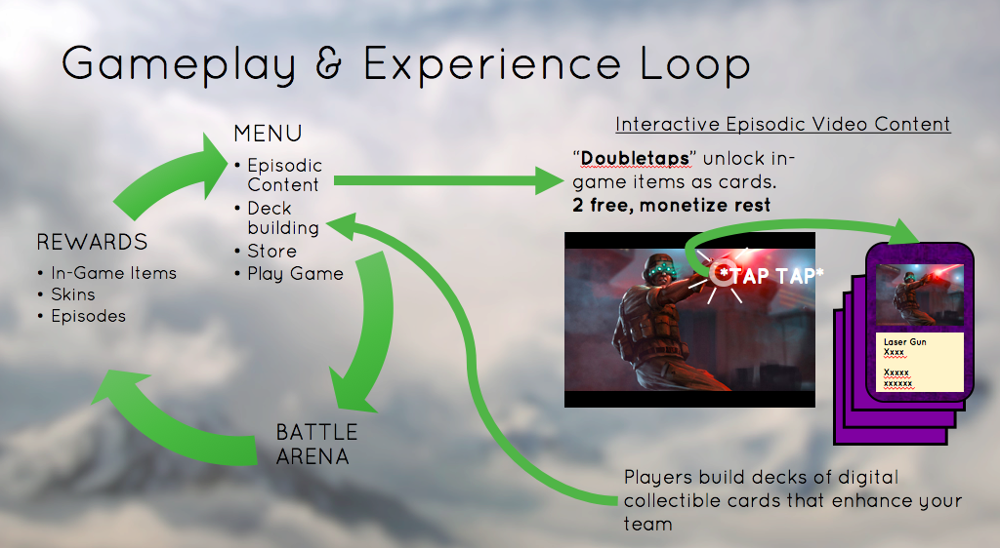 Gameplay & Experience Loop
MENU
• Episodic
Content
• Deck
building
• Store
• Play Game
REWARDS
• In-Game Items
• Skins
• Episodes
BATTLE
ARENA
Interactive Episodic Video Content
“Doubletaps” unlock in-
game items as cards.
2 free, monetize rest
*TAP TAP*
Laser Gun
Xxxx
Xxxxx
xxxxxx
Players build decks of digital
collectible cards that enhance your
team